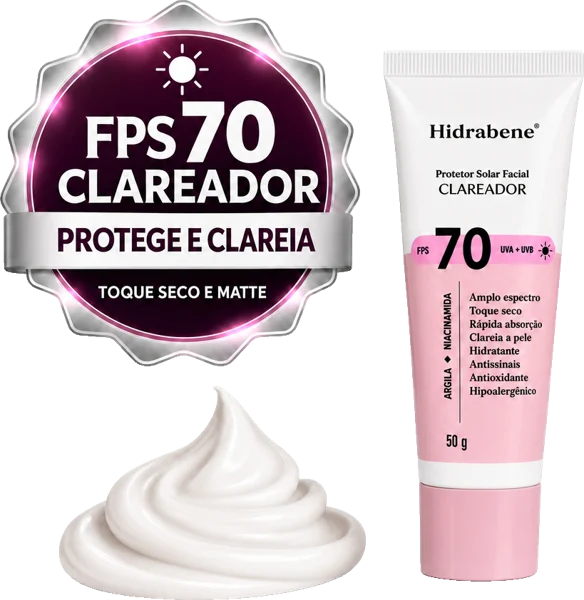 FPS 70
CLAREADOR
PROTEGE E CLAREIA
TOQUE SECO E MATTE
Hidrabene®
Protetor Solar Facial
CLAREADOR
FPS 70 UVA + UVB
ARGILA ◆ NIACINAMIDA
Amplo espectro
Toque seco
Rápida absorção
Clareia a pele
Hidratante
Antissinais
Antioxidante
Hipoalergênico
50 g